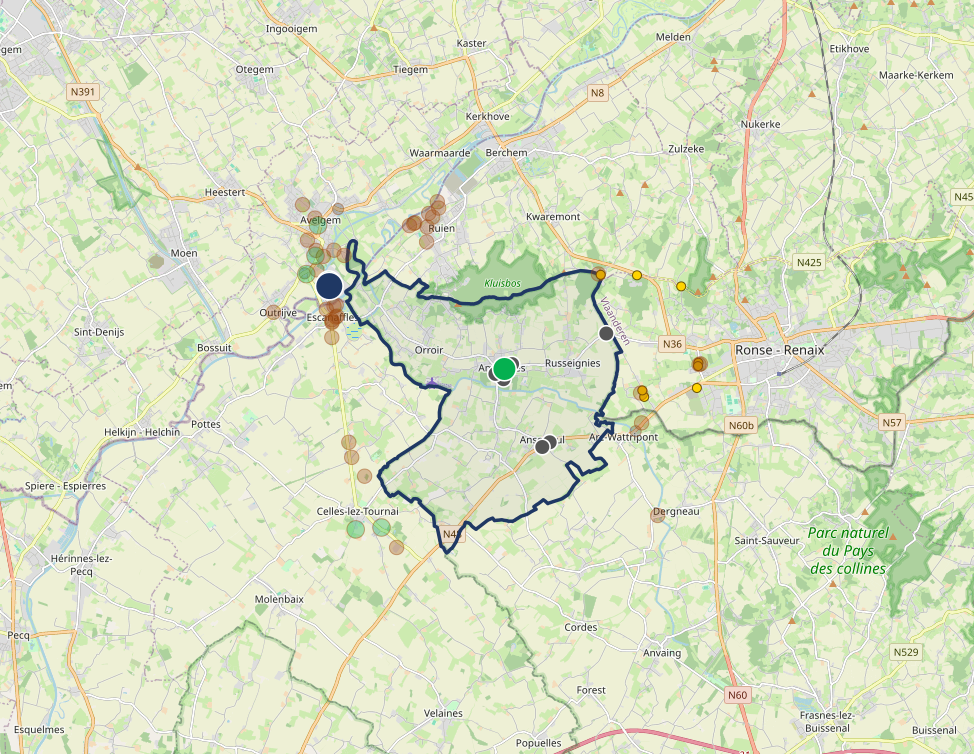 Ingooigem
Kaster
Melden
Etikhove
Otegem
Tiegem
Maarke-Kerkem
N391
N8
Kerkhove
Nukerke
Waarmaarde
Berchem
Zulzeke
Heestert
N45
Avelgem
Kwaremont
Ruien
Moen
N425
Kluisbos
Outrijve
Escanaffles
Vlaanderen
Sint-Denijs
N36
Bossuit
Orroir
Ronse - Renaix
Russeignies
Pottes
Helkijn - Helchin
N60b
N57
Spiere - Espierres
Celles-lez-Tournai
Dergneau
Parc naturel
du Pays
des collines
Saint-Sauveur
Hérinnes-lez-
Pecq
Molenbaix
Cordes
Pecq
Anvaing
N529
Forest
N60
Velaines
Frasnes-lez-
Buissenal
Esquelmes
Buissenal
Popuelles